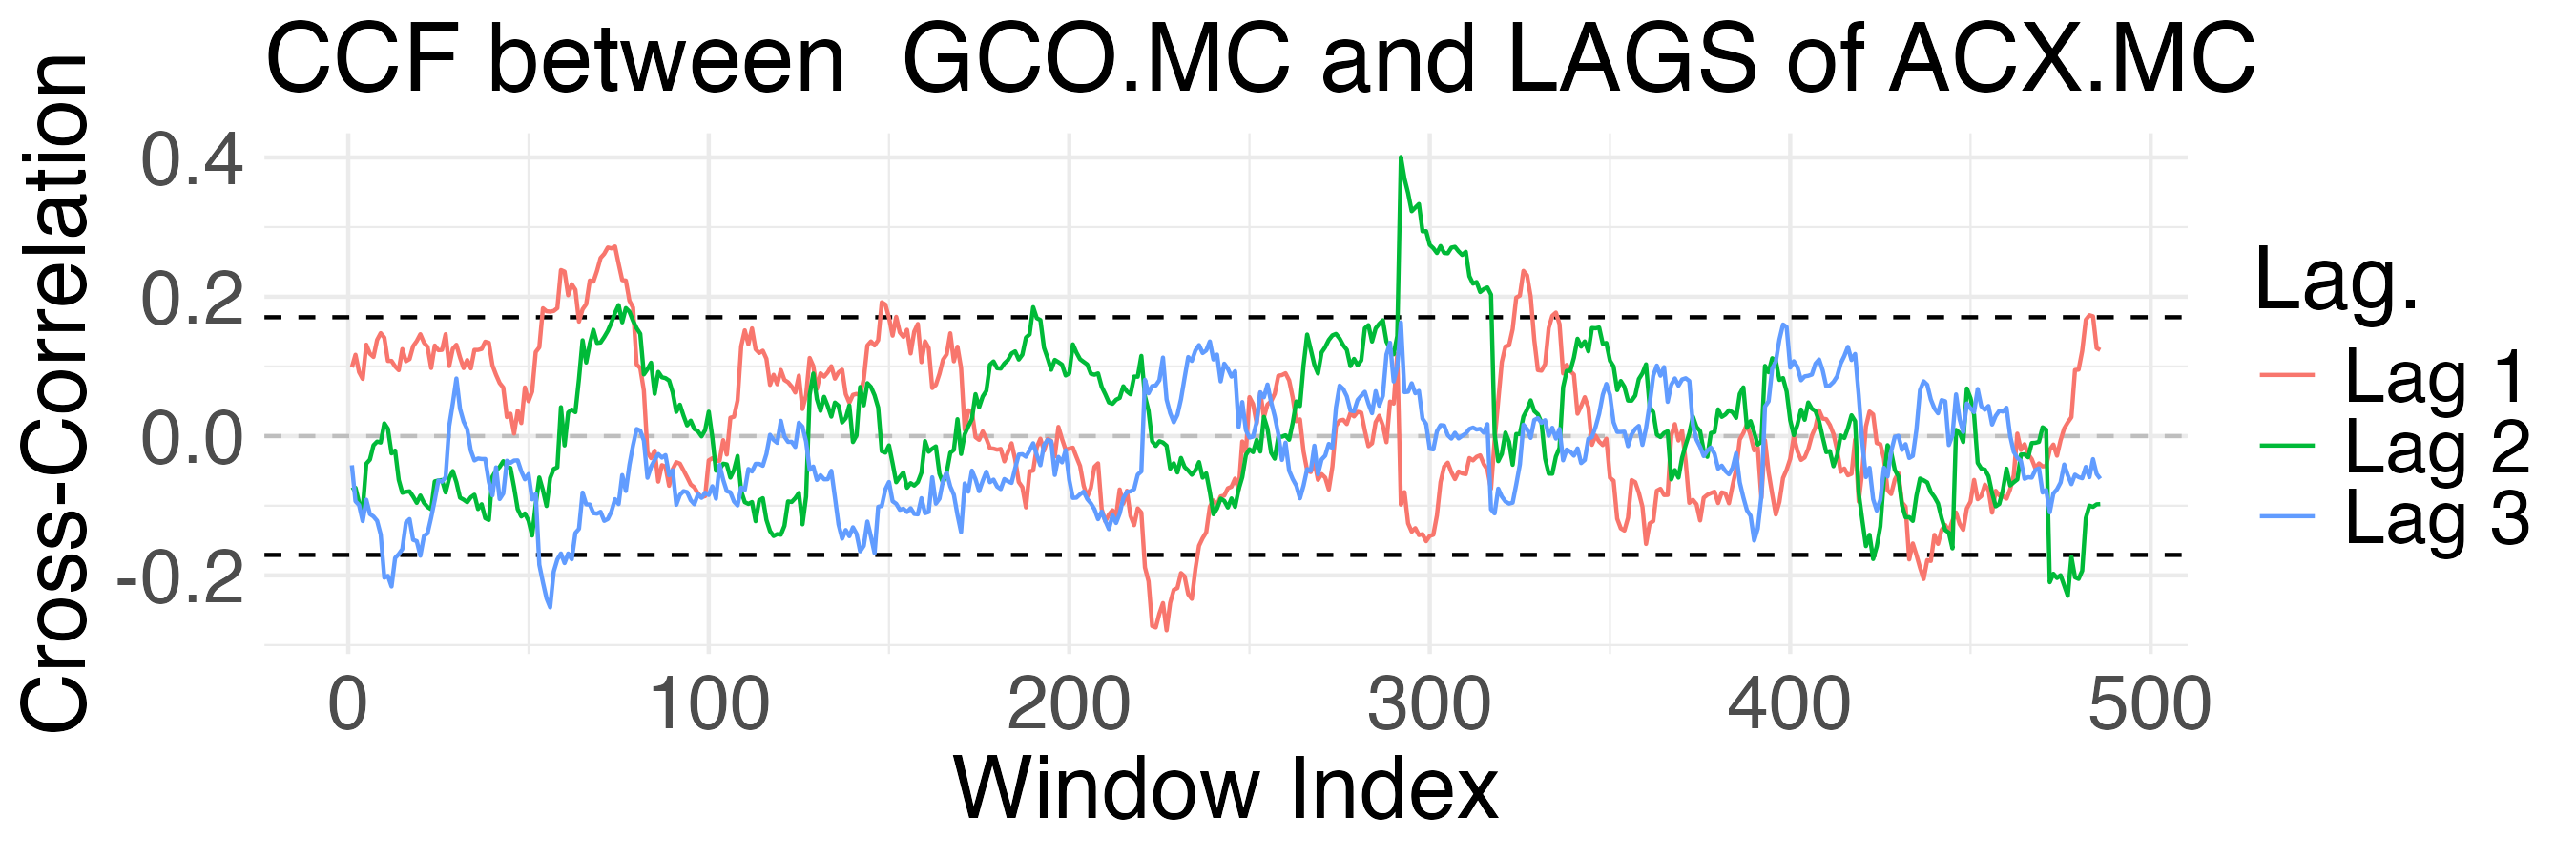 CCF between  GCO.MC and LAGS of ACX.MC
Cross-Correlation
0.4
0.2
0.0
-0.2
0 100 200 300 400 500
Window Index
Lag.
Lag 1
Lag 2
Lag 3